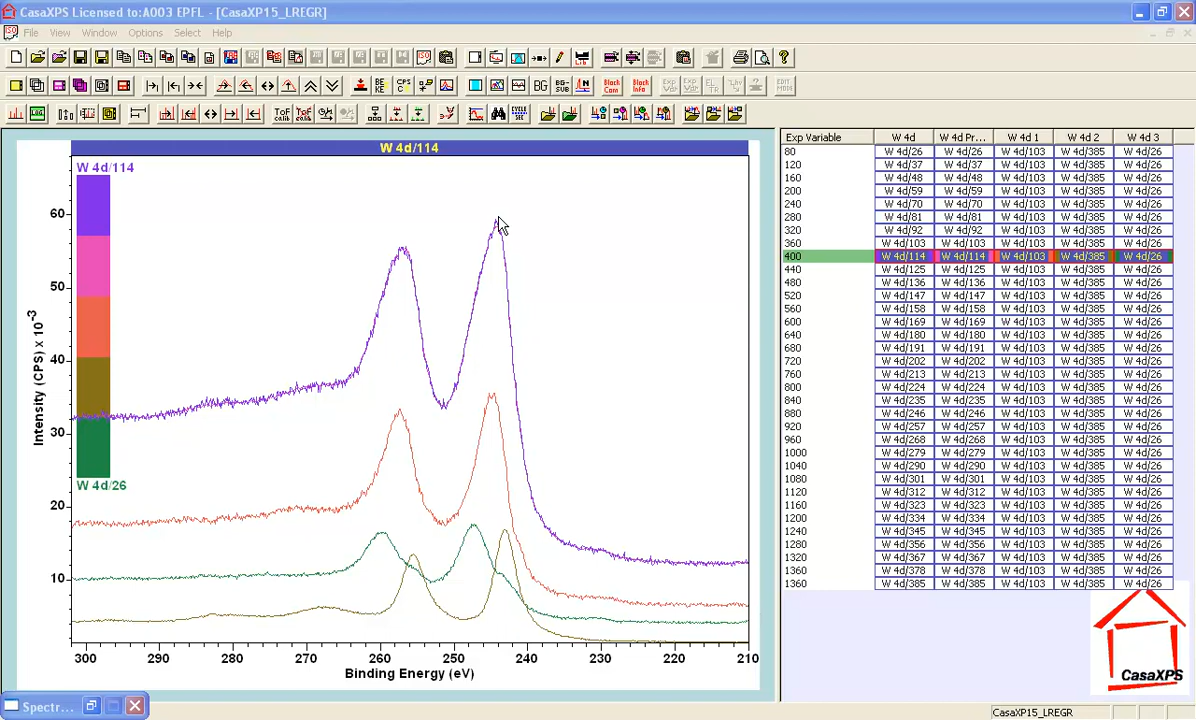 CasaXPS Licensed to:A003 EPFL - [CasaXP15_LREGR]
File View Window Options Select Help
W 4d/114
W 4d/114
W 4d/26
60
50
40
30
20
10
Intensity (CPS) x 10⁻³
300 290 280 270 260 250 240 230 220 210
Binding Energy (eV)
Exp Variable W 4d W 4d Pr... W 4d 1 W 4d 2 W 4d 3
80 W 4d/26 W 4d/26 W 4d/103 W 4d/385 W 4d/26
120 W 4d/37 W 4d/37 W 4d/103 W 4d/385 W 4d/26
160 W 4d/48 W 4d/48 W 4d/103 W 4d/385 W 4d/26
200 W 4d/59 W 4d/59 W 4d/103 W 4d/385 W 4d/26
240 W 4d/70 W 4d/70 W 4d/103 W 4d/385 W 4d/26
280 W 4d/81 W 4d/81 W 4d/103 W 4d/385 W 4d/26
320 W 4d/92 W 4d/92 W 4d/103 W 4d/385 W 4d/26
360 W 4d/103 W 4d/103 W 4d/103 W 4d/385 W 4d/26
400 W 4d/114 W 4d/114 W 4d/103 W 4d/385 W 4d/26
440 W 4d/125 W 4d/125 W 4d/103 W 4d/385 W 4d/26
480 W 4d/136 W 4d/136 W 4d/103 W 4d/385 W 4d/26
520 W 4d/147 W 4d/147 W 4d/103 W 4d/385 W 4d/26
560 W 4d/158 W 4d/158 W 4d/103 W 4d/385 W 4d/26
600 W 4d/169 W 4d/169 W 4d/103 W 4d/385 W 4d/26
640 W 4d/180 W 4d/180 W 4d/103 W 4d/385 W 4d/26
680 W 4d/191 W 4d/191 W 4d/103 W 4d/385 W 4d/26
720 W 4d/202 W 4d/202 W 4d/103 W 4d/385 W 4d/26
760 W 4d/213 W 4d/213 W 4d/103 W 4d/385 W 4d/26
800 W 4d/224 W 4d/224 W 4d/103 W 4d/385 W 4d/26
840 W 4d/235 W 4d/235 W 4d/103 W 4d/385 W 4d/26
880 W 4d/246 W 4d/246 W 4d/103 W 4d/385 W 4d/26
920 W 4d/257 W 4d/257 W 4d/103 W 4d/385 W 4d/26
960 W 4d/268 W 4d/268 W 4d/103 W 4d/385 W 4d/26
1000 W 4d/279 W 4d/279 W 4d/103 W 4d/385 W 4d/26
1040 W 4d/290 W 4d/290 W 4d/103 W 4d/385 W 4d/26
1080 W 4d/301 W 4d/301 W 4d/103 W 4d/385 W 4d/26
1120 W 4d/312 W 4d/312 W 4d/103 W 4d/385 W 4d/26
1160 W 4d/323 W 4d/323 W 4d/103 W 4d/385 W 4d/26
1200 W 4d/334 W 4d/334 W 4d/103 W 4d/385 W 4d/26
1240 W 4d/345 W 4d/345 W 4d/103 W 4d/385 W 4d/26
1280 W 4d/356 W 4d/356 W 4d/103 W 4d/385 W 4d/26
1320 W 4d/367 W 4d/367 W 4d/103 W 4d/385 W 4d/26
1360 W 4d/378 W 4d/378 W 4d/103 W 4d/385 W 4d/26
1360 W 4d/385 W 4d/385 W 4d/103 W 4d/385 W 4d/26
CasaXPS
Spectr...
CasaXP15_LREGR